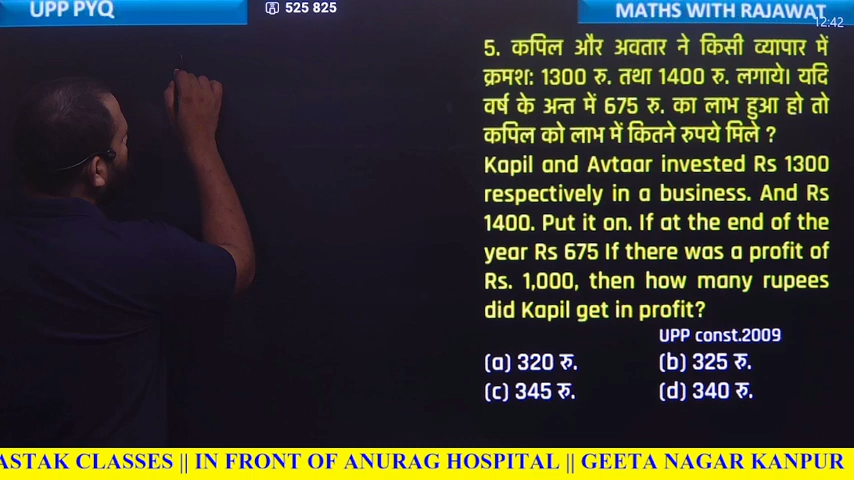 UPP PYQ
525 825
MATHS WITH RAJAWAT
12:42
5. कपिल और अवतार ने किसी व्यापार में
क्रमश: 1300 रु. तथा 1400 रु. लगाये। यदि
वर्ष के अन्त में 675 रु. का लाभ हुआ हो तो
कपिल को लाभ में कितने रुपये मिले ?
Kapil and Avtaar invested Rs 1300
respectively in a business. And Rs
1400. Put it on. If at the end of the
year Rs 675 If there was a profit of
Rs. 1,000, then how many rupees
did Kapil get in profit?
UPP const.2009
(a) 320 रु. (b) 325 रु.
(c) 345 रु. (d) 340 रु.
ASTAK CLASSES || IN FRONT OF ANURAG HOSPITAL || GEETA NAGAR KANPUR